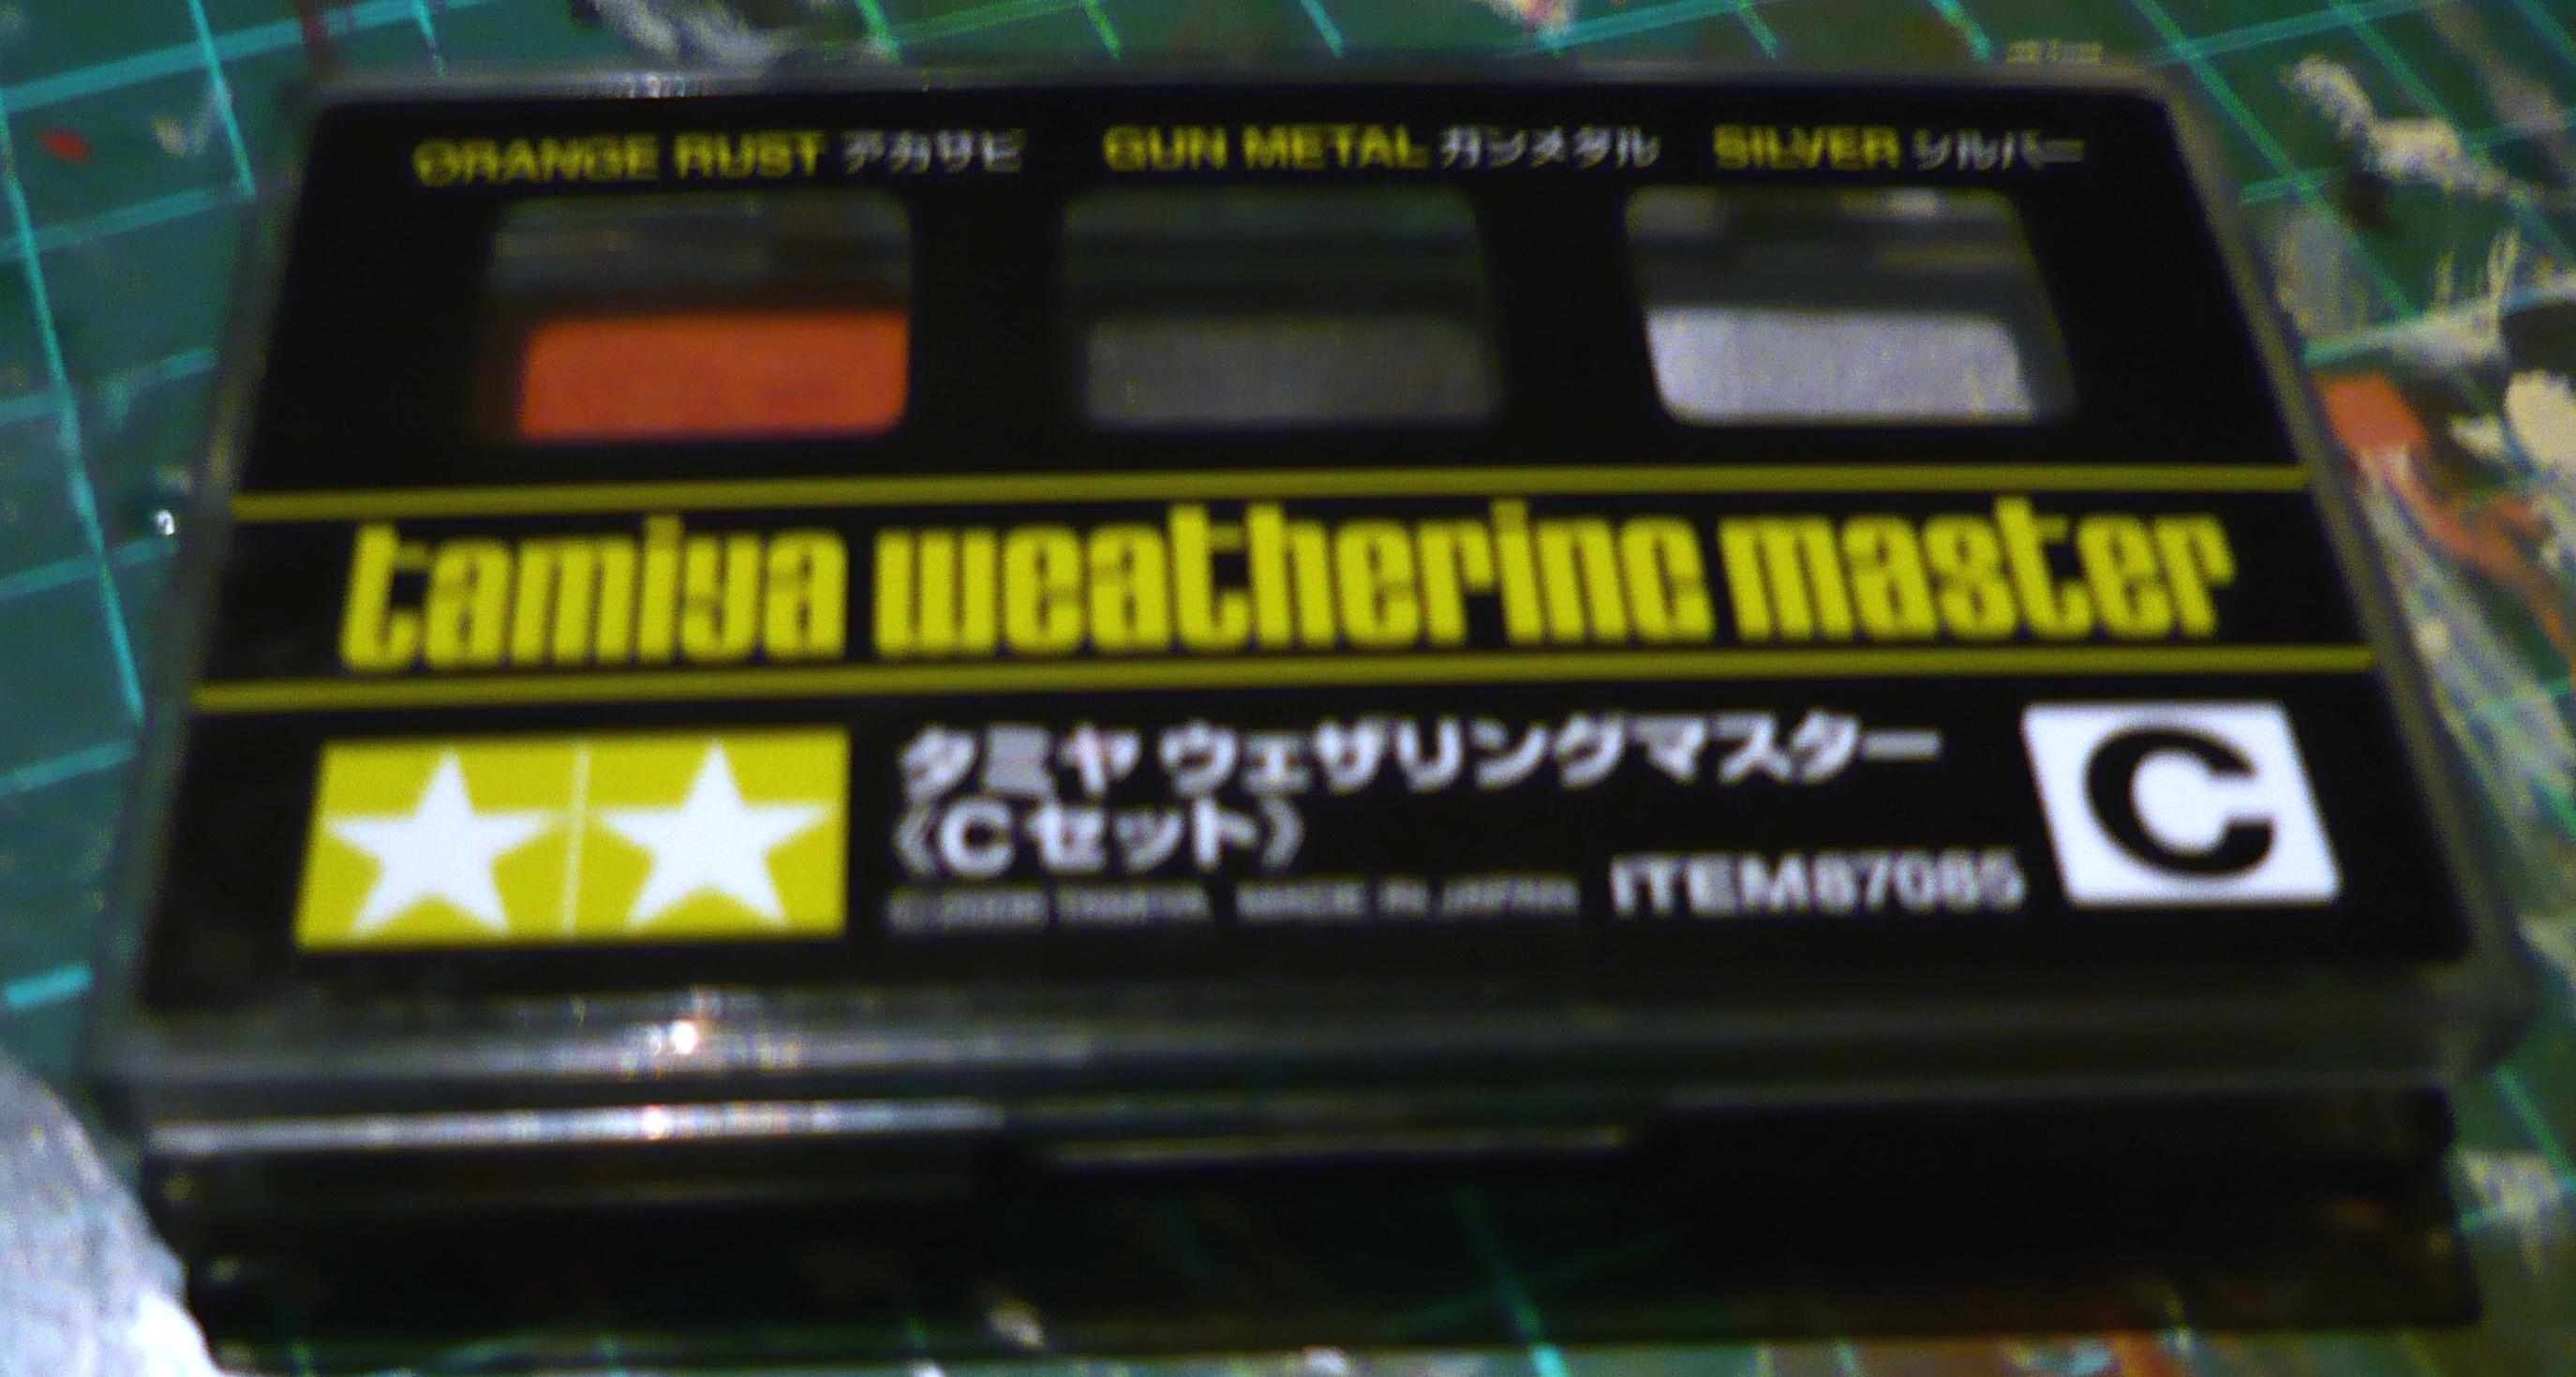 ORANGE RUST アカサビ GUN METAL ガンメタル SILVER シルバー
tamiya weathering master
タミヤ ウェザリングマスター
《Cセット》
TAMIYA MADE IN JAPAN ITEM87085
C